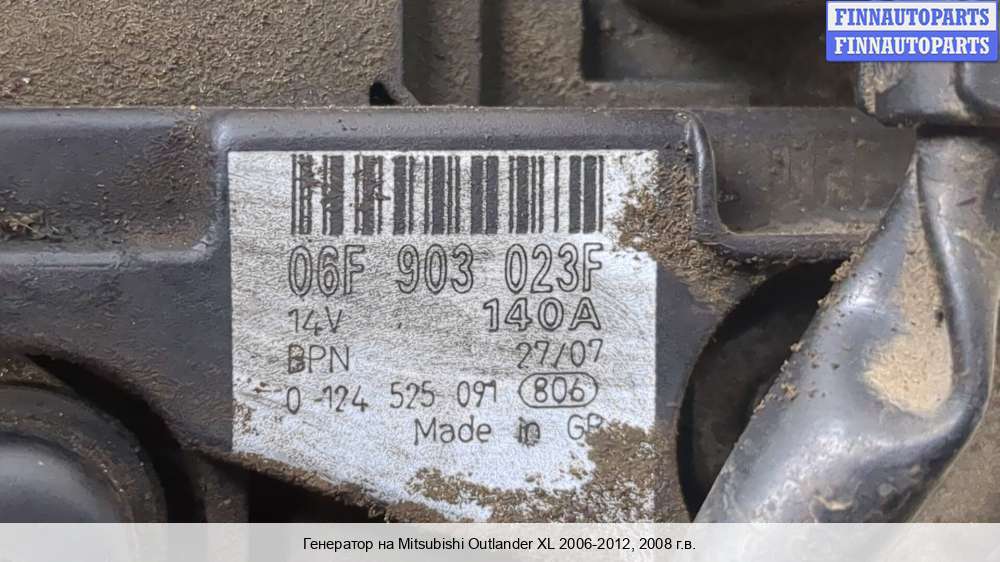 FINNAUTOPARTS
FINNAUTOPARTS
06F 903 023F
14V 140A
BPN 27/07
0 124 525 091 806
Made in GB
Генератор на Mitsubishi Outlander XL 2006-2012, 2008 г.в.